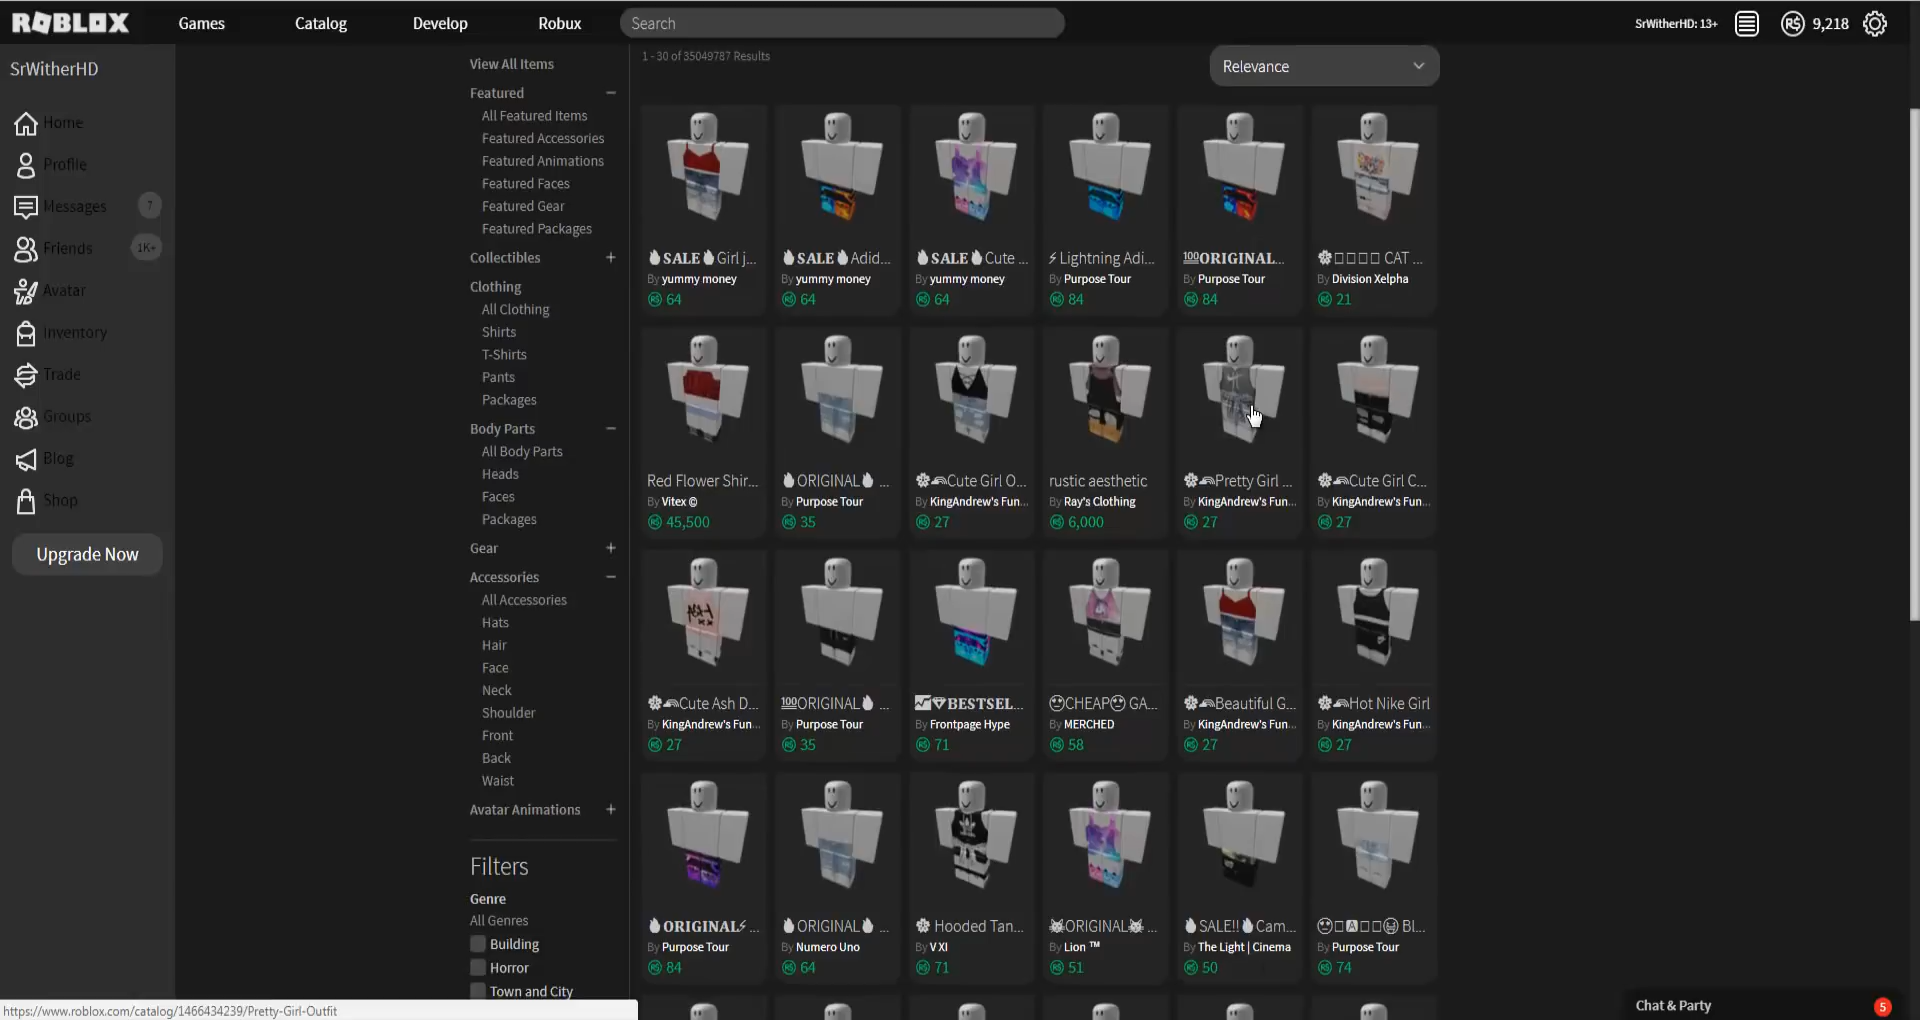 ROBLOX
Games
Catalog
Develop
Robux
Search
SrWitherHD: 13+
9,218
SrWitherHD
Home
Profile
Messages 7
Friends 1K+
Avatar
Inventory
Trade
Groups
Blog
Shop
Upgrade Now
View All Items
Featured −
All Featured Items
Featured Accessories
Featured Animations
Featured Faces
Featured Gear
Featured Packages
Collectibles +
Clothing
All Clothing
Shirts
T-Shirts
Pants
Packages
Body Parts −
All Body Parts
Heads
Faces
Packages
Gear +
Accessories −
All Accessories
Hats
Hair
Face
Neck
Shoulder
Front
Back
Waist
Avatar Animations +
Filters
Genre
All Genres
Building
Horror
Town and City
1 - 30 of 35049787 Results
Relevance
🔥SALE🔥Girl j...
By yummy money
R$ 64
🔥SALE🔥Adid...
By yummy money
R$ 64
🔥SALE🔥Cute ...
By yummy money
R$ 64
⚡Lightning Adi...
By Purpose Tour
R$ 84
💯ORIGINAL...
By Purpose Tour
R$ 84
🌸□□□□ CAT ...
By Division Xelpha
R$ 21
Red Flower Shir...
By Vitex ©
R$ 45,500
🔥ORIGINAL🔥 ...
By Purpose Tour
R$ 35
🌸🌈Cute Girl O...
By KingAndrew's Fun...
R$ 27
rustic aesthetic
By Ray's Clothing
R$ 6,000
🌸🌈Pretty Girl ...
By KingAndrew's Fun...
R$ 27
🌸🌈Cute Girl C...
By KingAndrew's Fun...
R$ 27
🌸🌈Cute Ash D...
By KingAndrew's Fun...
R$ 27
💯ORIGINAL🔥 ...
By Purpose Tour
R$ 35
📈💎BESTSEL...
By Frontpage Hype
R$ 71
😍CHEAP😍 GA...
By MERCHED
R$ 58
🌸🌈Beautiful G...
By KingAndrew's Fun...
R$ 27
🌸🌈Hot Nike Girl
By KingAndrew's Fun...
R$ 27
🔥ORIGINAL⚡ ...
By Purpose Tour
R$ 84
🔥ORIGINAL🔥 ...
By Numero Uno
R$ 64
🌸 Hooded Tan...
By V XI
R$ 71
😺ORIGINAL😺 ...
By Lion ™
R$ 51
🔥SALE!!🔥Cam...
By The Light | Cinema
R$ 50
😍□🅰□□😂 Bl...
By Purpose Tour
R$ 74
https://www.roblox.com/catalog/1466434239/Pretty-Girl-Outfit
Chat & Party 5